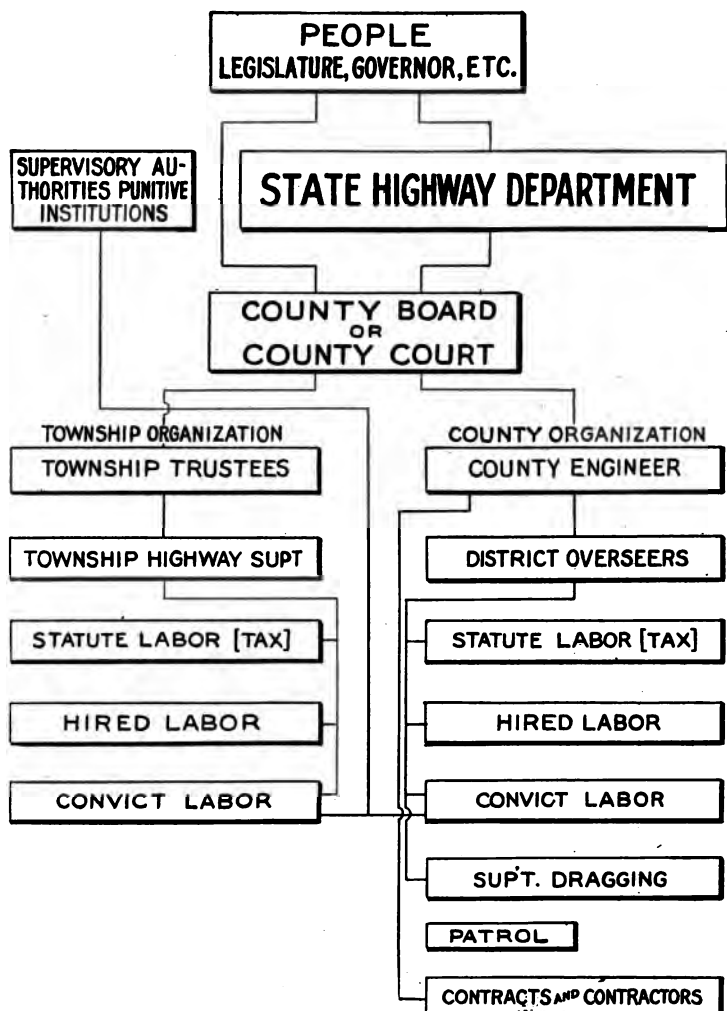 PEOPLE
LEGISLATURE, GOVERNOR, ETC.
SUPERVISORY AU-
THORITIES PUNITIVE
INSTITUTIONS
STATE HIGHWAY DEPARTMENT
COUNTY BOARD
OR
COUNTY COURT
TOWNSHIP ORGANIZATION
TOWNSHIP TRUSTEES
TOWNSHIP HIGHWAY SUPT
STATUTE LABOR [TAX]
HIRED LABOR
CONVICT LABOR
COUNTY ORGANIZATION
COUNTY ENGINEER
DISTRICT OVERSEERS
STATUTE LABOR [TAX]
HIRED LABOR
CONVICT LABOR
SUP'T. DRAGGING
PATROL
CONTRACTS AND CONTRACTORS